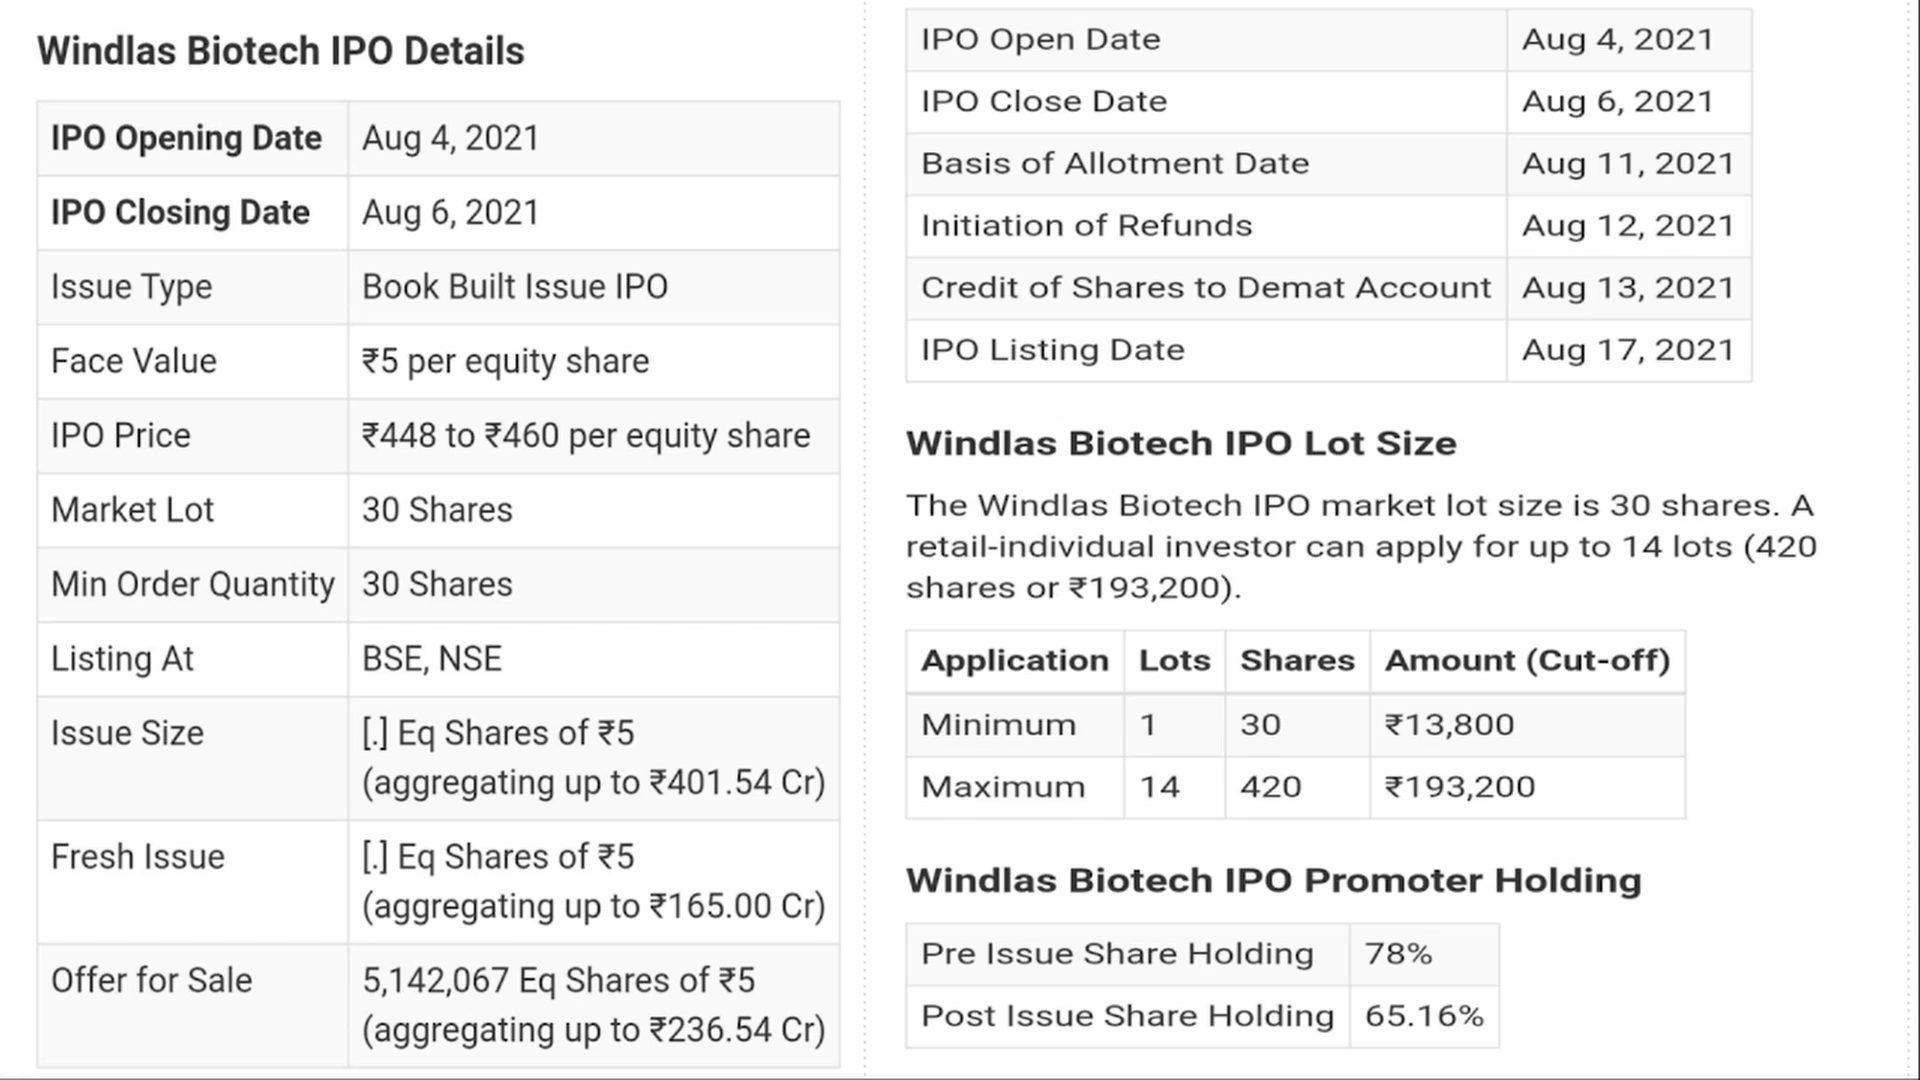 Windlas Biotech IPO Details
IPO Opening Date Aug 4, 2021
IPO Closing Date Aug 6, 2021
Issue Type Book Built Issue IPO
Face Value ₹5 per equity share
IPO Price ₹448 to ₹460 per equity share
Market Lot 30 Shares
Min Order Quantity 30 Shares
Listing At BSE, NSE
Issue Size [.] Eq Shares of ₹5
(aggregating up to ₹401.54 Cr)
Fresh Issue [.] Eq Shares of ₹5
(aggregating up to ₹165.00 Cr)
Offer for Sale 5,142,067 Eq Shares of ₹5
(aggregating up to ₹236.54 Cr)
IPO Open Date Aug 4, 2021
IPO Close Date Aug 6, 2021
Basis of Allotment Date Aug 11, 2021
Initiation of Refunds Aug 12, 2021
Credit of Shares to Demat Account Aug 13, 2021
IPO Listing Date Aug 17, 2021
Windlas Biotech IPO Lot Size
The Windlas Biotech IPO market lot size is 30 shares. A
retail-individual investor can apply for up to 14 lots (420
shares or ₹193,200).
Application Lots Shares Amount (Cut-off)
Minimum 1 30 ₹13,800
Maximum 14 420 ₹193,200
Windlas Biotech IPO Promoter Holding
Pre Issue Share Holding 78%
Post Issue Share Holding 65.16%